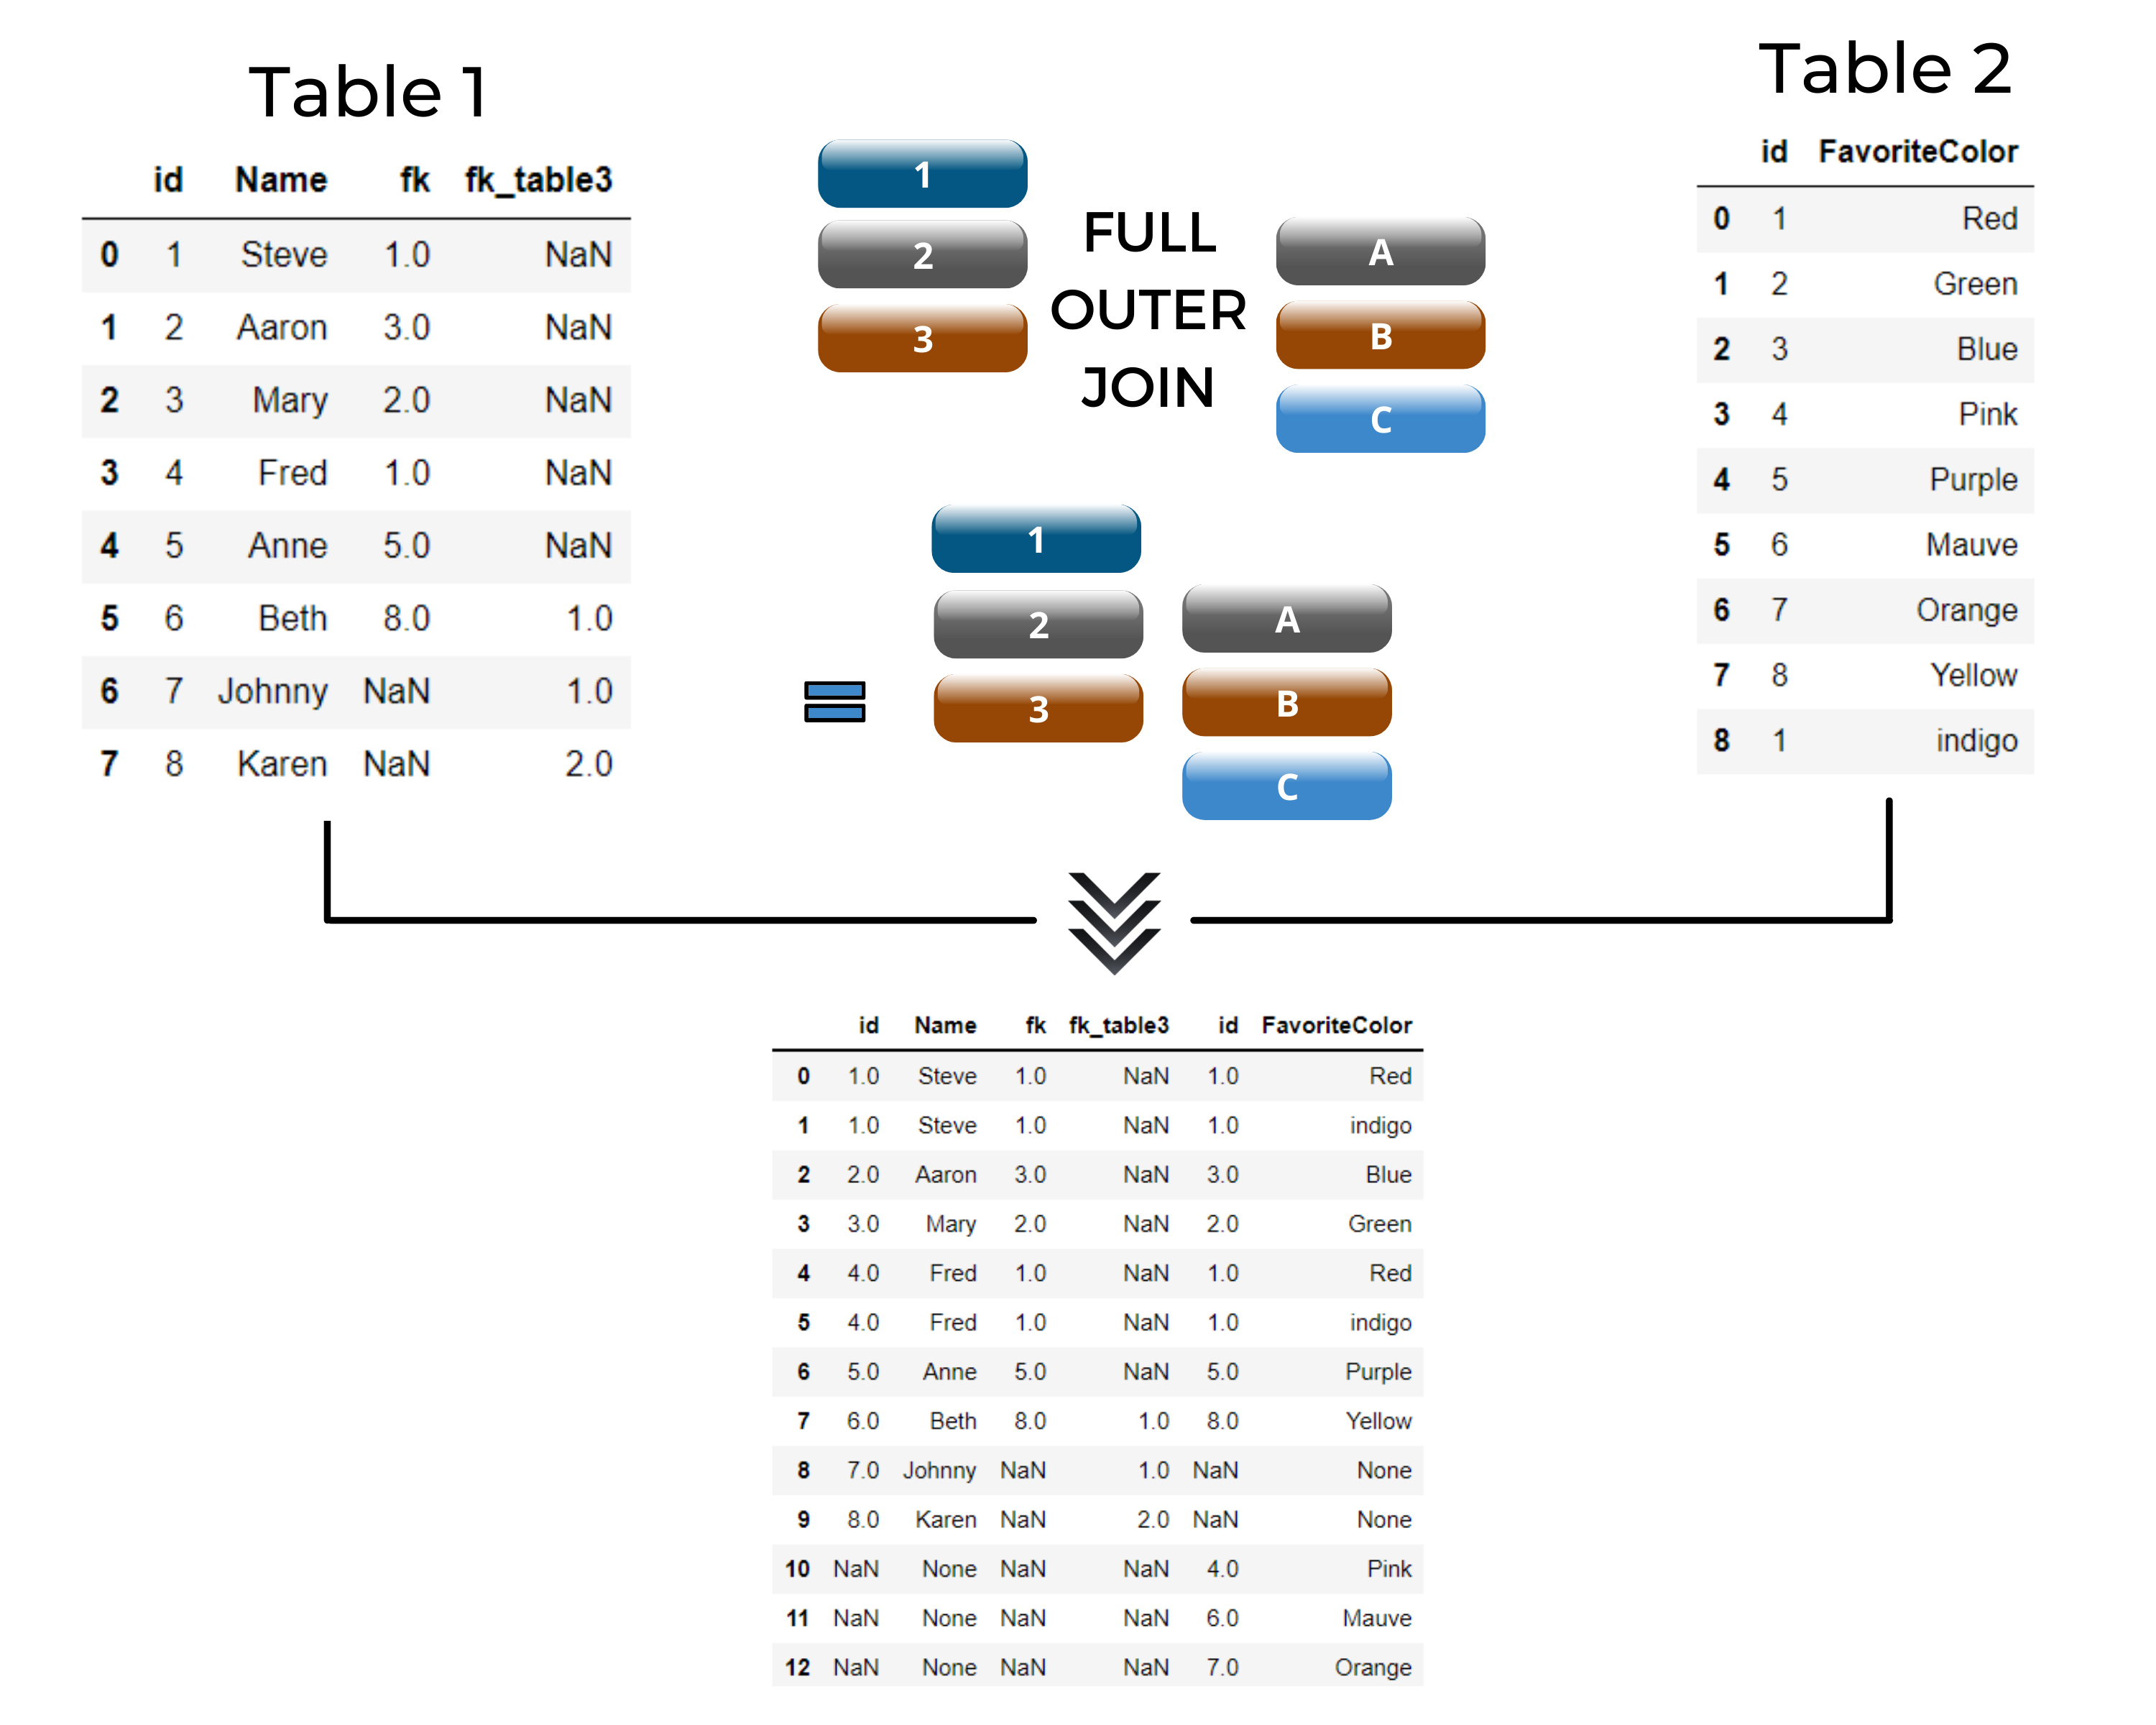 Table 1
id Name fk fk_table3
0 1 Steve 1.0 NaN
1 2 Aaron 3.0 NaN
2 3 Mary 2.0 NaN
3 4 Fred 1.0 NaN
4 5 Anne 5.0 NaN
5 6 Beth 8.0 1.0
6 7 Johnny NaN 1.0
7 8 Karen NaN 2.0
1
2
3
FULL
OUTER
JOIN
A
B
C
1
2
3
A
B
C
Table 2
id FavoriteColor
0 1 Red
1 2 Green
2 3 Blue
3 4 Pink
4 5 Purple
5 6 Mauve
6 7 Orange
7 8 Yellow
8 1 indigo
id Name fk fk_table3 id FavoriteColor
0 1.0 Steve 1.0 NaN 1.0 Red
1 1.0 Steve 1.0 NaN 1.0 indigo
2 2.0 Aaron 3.0 NaN 3.0 Blue
3 3.0 Mary 2.0 NaN 2.0 Green
4 4.0 Fred 1.0 NaN 1.0 Red
5 4.0 Fred 1.0 NaN 1.0 indigo
6 5.0 Anne 5.0 NaN 5.0 Purple
7 6.0 Beth 8.0 1.0 8.0 Yellow
8 7.0 Johnny NaN 1.0 NaN None
9 8.0 Karen NaN 2.0 NaN None
10 NaN None NaN NaN 4.0 Pink
11 NaN None NaN NaN 6.0 Mauve
12 NaN None NaN NaN 7.0 Orange